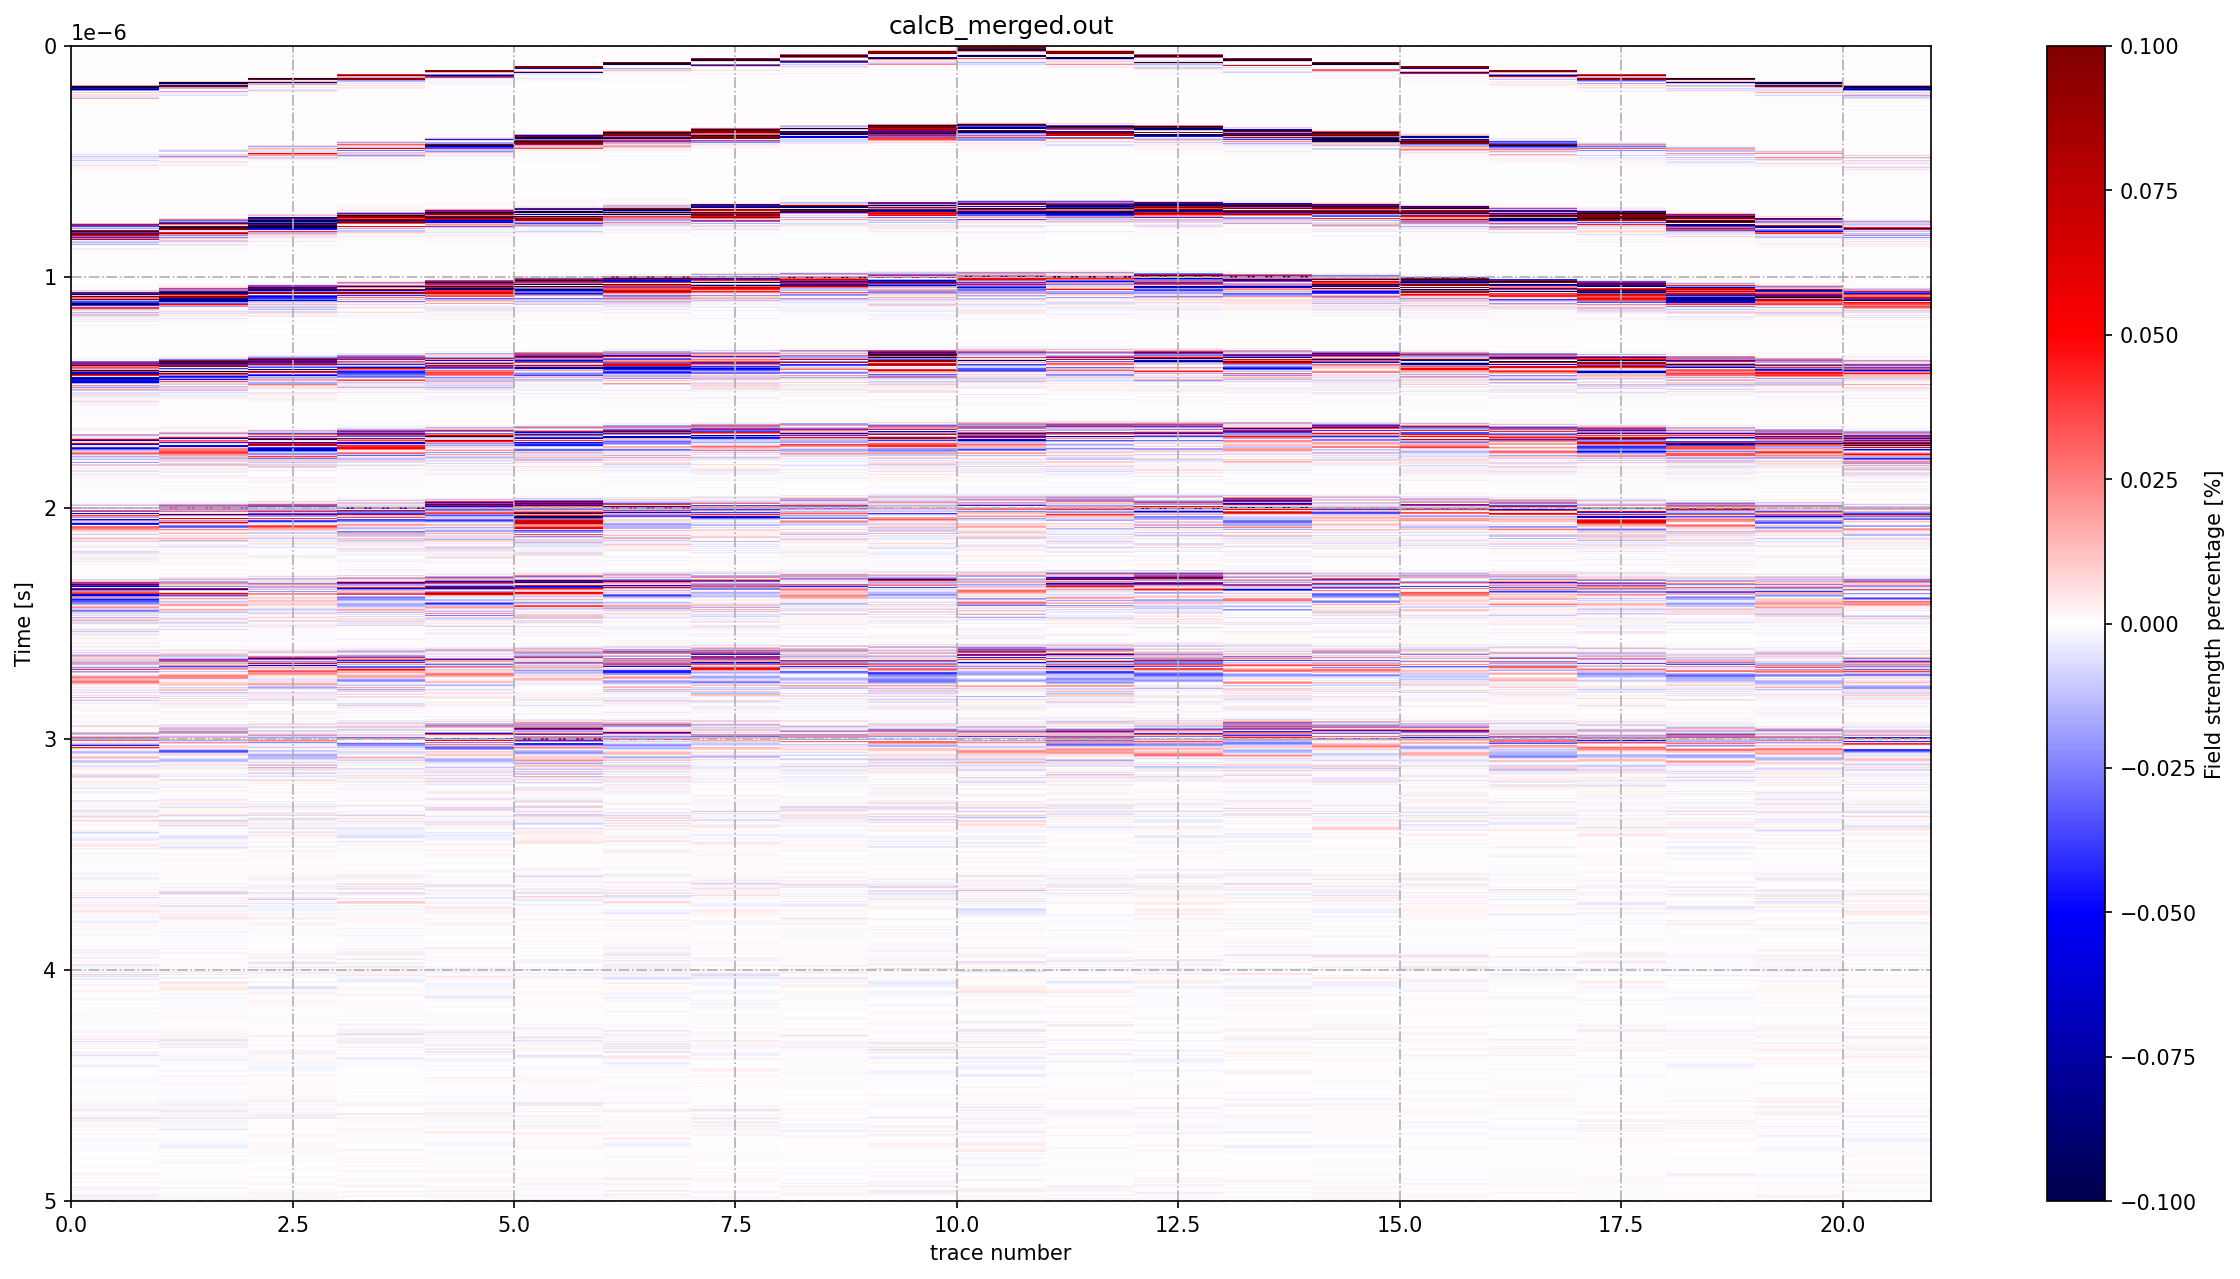 calcB_merged.out
1e−6
0
1
2
3
4
5
Time [s]
0.0 2.5 5.0 7.5 10.0 12.5 15.0 17.5 20.0
trace number
0.100
0.075
0.050
0.025
0.000
−0.025
−0.050
−0.075
−0.100
Field strength percentage [%]